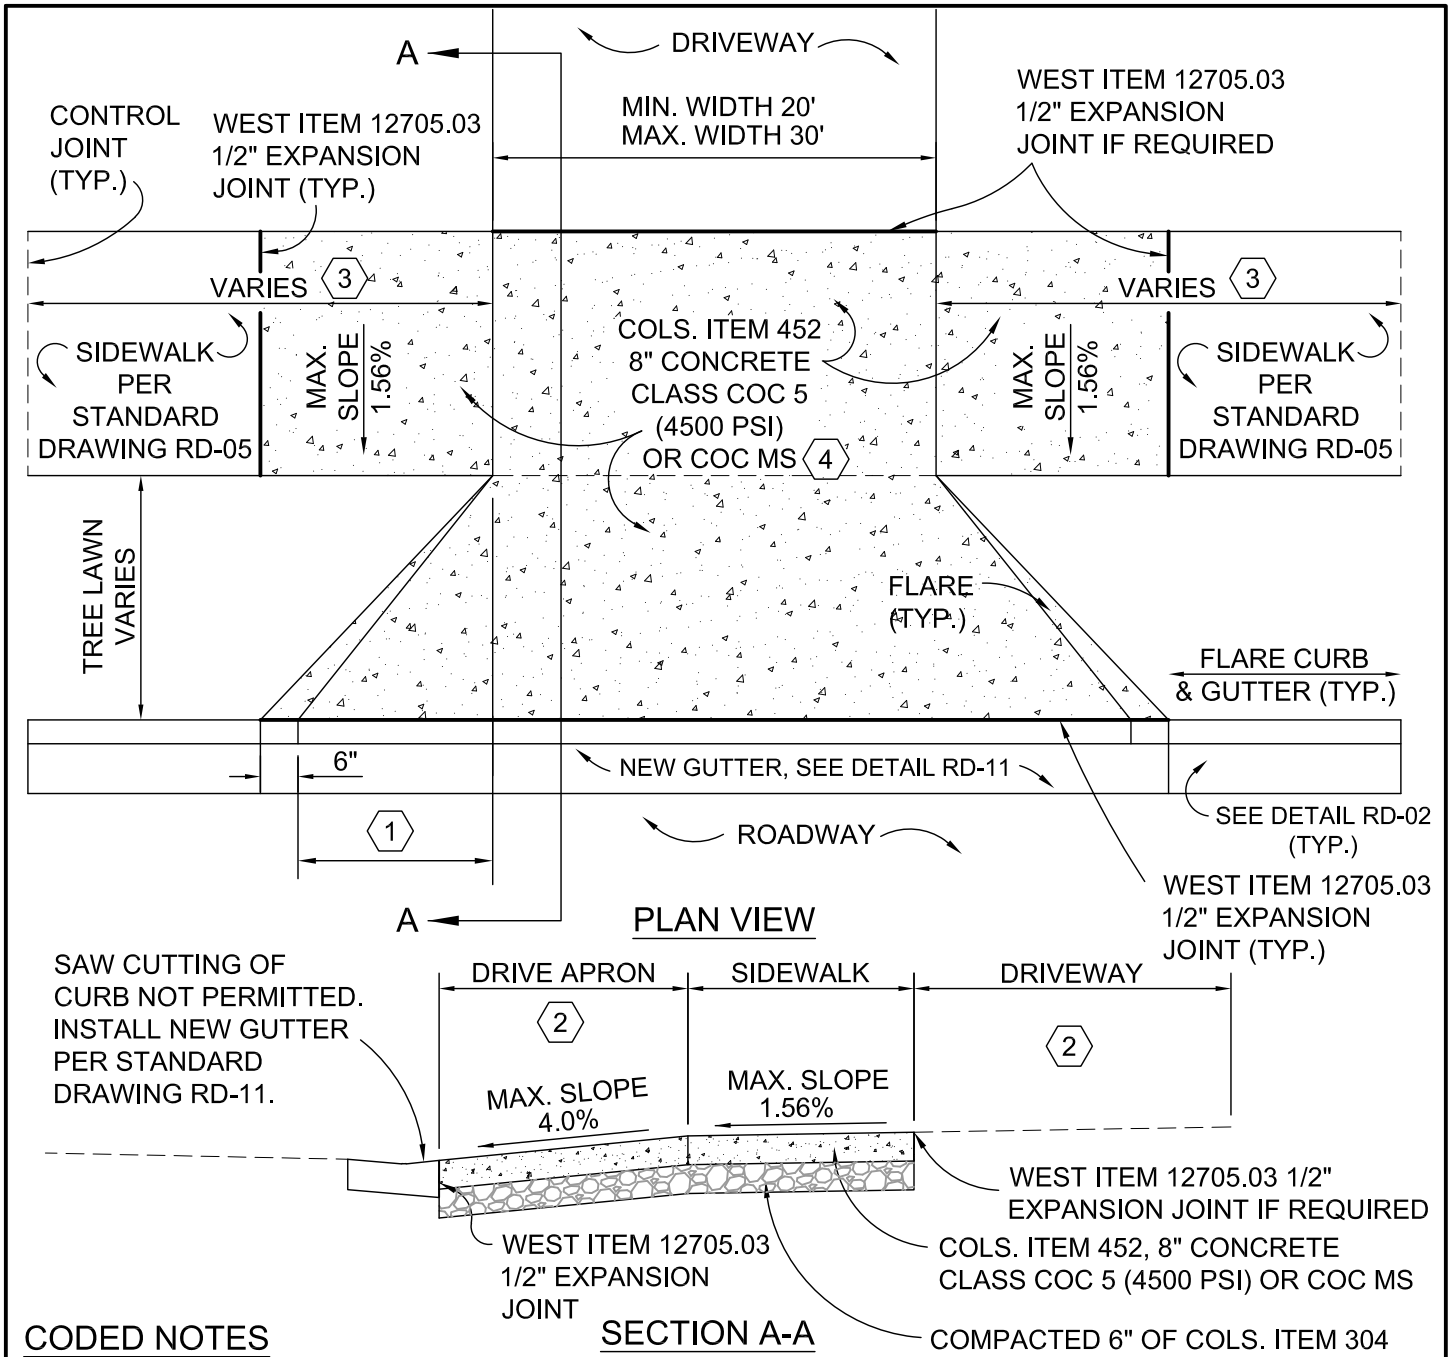 A
DRIVEWAY
MIN. WIDTH 20'
MAX. WIDTH 30'
CONTROL
JOINT
(TYP.)
WEST ITEM 12705.03
1/2" EXPANSION
JOINT (TYP.)
WEST ITEM 12705.03
1/2" EXPANSION
JOINT IF REQUIRED
VARIES
3
VARIES
3
SIDEWALK
PER
STANDARD
DRAWING RD-05
MAX.
SLOPE
1.56%
COLS. ITEM 452
8" CONCRETE
CLASS COC 5
(4500 PSI)
OR COC MS
4
MAX.
SLOPE
1.56%
SIDEWALK
PER
STANDARD
DRAWING RD-05
TREE LAWN
VARIES
FLARE
(TYP.)
FLARE CURB
& GUTTER (TYP.)
6"
NEW GUTTER, SEE DETAIL RD-11
1
ROADWAY
SEE DETAIL RD-02
(TYP.)
WEST ITEM 12705.03
1/2" EXPANSION
JOINT (TYP.)
A
PLAN VIEW
SAW CUTTING OF
CURB NOT PERMITTED.
INSTALL NEW GUTTER
PER STANDARD
DRAWING RD-11.
DRIVE APRON
SIDEWALK
DRIVEWAY
2
2
MAX. SLOPE
4.0%
MAX. SLOPE
1.56%
WEST ITEM 12705.03
1/2" EXPANSION
JOINT
WEST ITEM 12705.03 1/2"
EXPANSION JOINT IF REQUIRED
COLS. ITEM 452, 8" CONCRETE
CLASS COC 5 (4500 PSI) OR COC MS
COMPACTED 6" OF COLS. ITEM 304
CODED NOTES
SECTION A-A